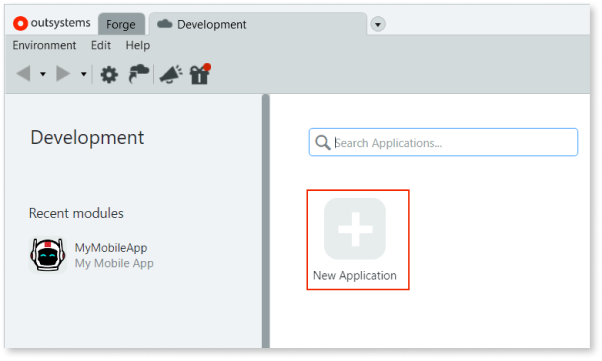 outsystems Forge Development
Environment Edit Help
Development
Search Applications...
Recent modules
MyMobileApp
My Mobile App
New Application